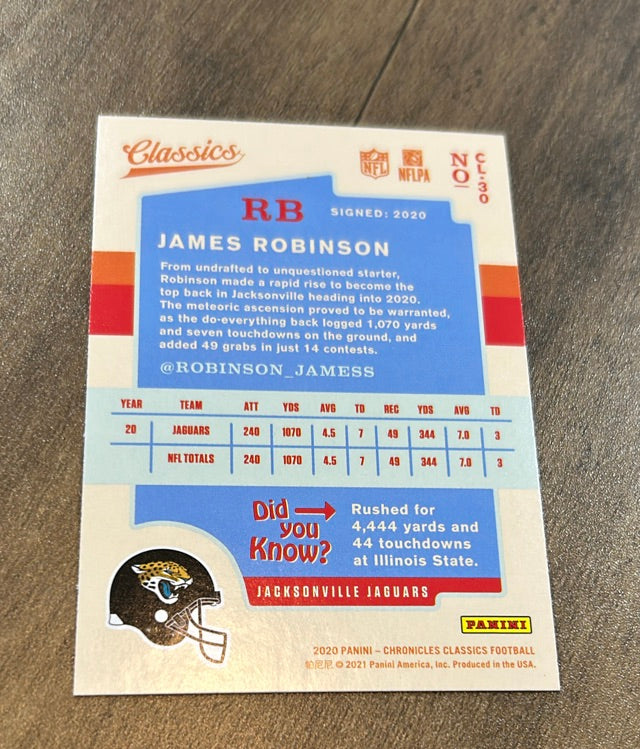 Classics
NFL
NFLPA
NO
CL-30
RB
SIGNED: 2020
JAMES ROBINSON
From undrafted to unquestioned starter,
Robinson made a rapid rise to become the
top back in Jacksonville heading into 2020.
The meteoric ascension proved to be warranted,
as the do-everything back logged 1,070 yards
and seven touchdowns on the ground, and
added 49 grabs in just 14 contests.
@ROBINSON_JAMESS
YEAR TEAM ATT YDS AVG TD REC YDS AVG TD
20 JAGUARS 240 1070 4.5 7 49 344 7.0 3
NFL TOTALS 240 1070 4.5 7 49 344 7.0 3
Did
you
Know?
Rushed for
4,444 yards and
44 touchdowns
at Illinois State.
JACKSONVILLE JAGUARS
PANINI
2020 PANINI – CHRONICLES CLASSICS FOOTBALL
帕尼尼 © 2021 Panini America, Inc. Produced in the USA.